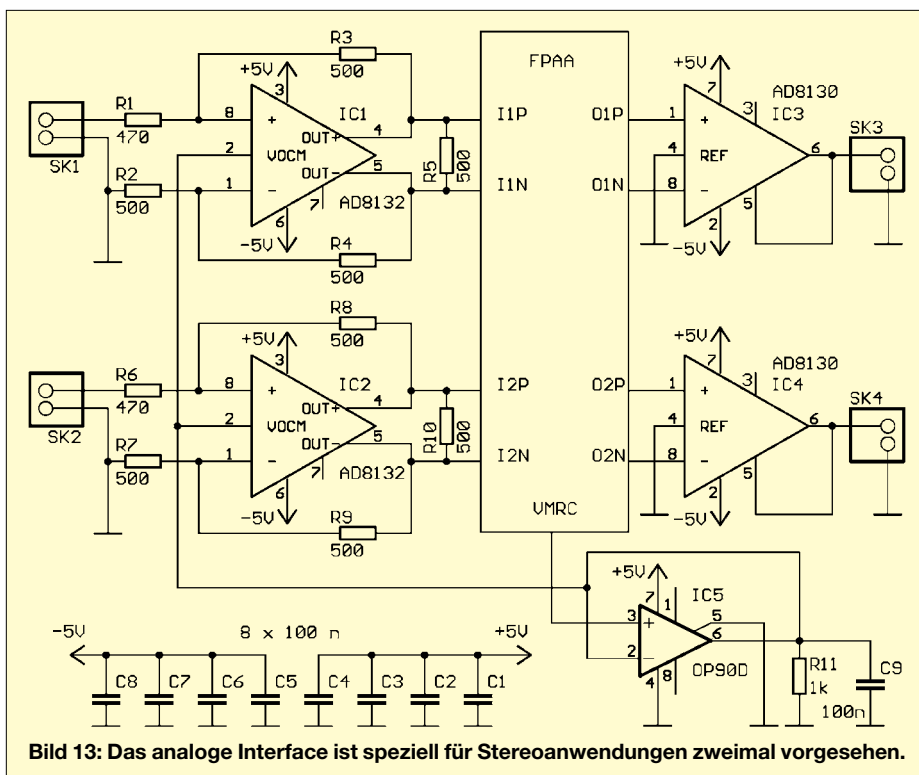 R3
500
+5V
3
R1
470
8
+
IC1
OUT+
4
2
VOCM
OUT-
5
SK1
R2
500
1
-
7
AD8132
6
-5V
R4
500
R5
500
FPAA
I1P
I1N
O1P
O1N
+5V
7
AD8130
3
IC3
1
+
4
REF
6
8
-
5
2
-5V
SK3
R8
500
+5V
3
R6
470
8
+
IC2
OUT+
4
2
VOCM
OUT-
5
SK2
R7
500
1
-
7
AD8132
6
-5V
R9
500
R10
500
I2P
I2N
O2P
O2N
VMRC
+5V
7
AD8130
3
IC4
1
+
4
REF
6
8
-
5
2
-5V
SK4
+5V
7
1
IC5
3
+
5
6
2
-
4
8
OP90D
R11
1k
C9
100n
-5V
8 x 100 n
+5V
C8
C7
C6
C5
C4
C3
C2
C1
Bild 13: Das analoge Interface ist speziell für Stereoanwendungen zweimal vorgesehen.